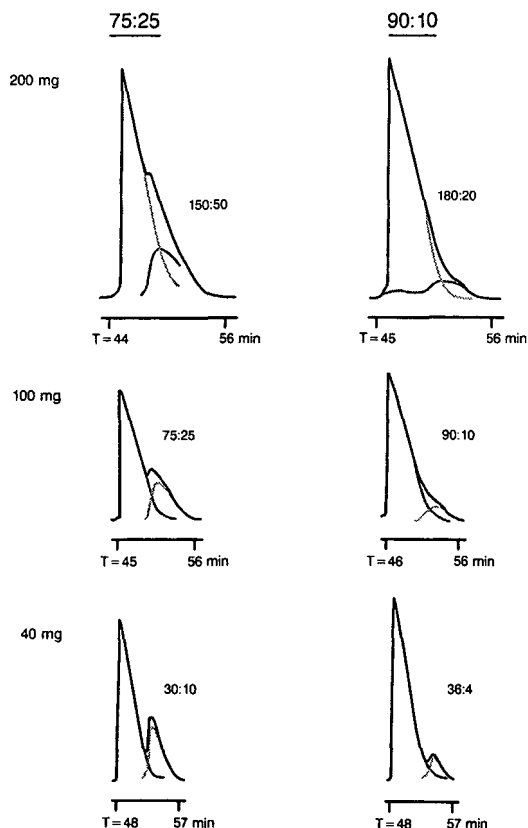 75:25 90:10
200 mg
150:50 180:20
T = 44 56 min T = 45 56 min
100 mg
75:25 90:10
T = 45 56 min T = 46 56 min
40 mg
30:10 36:4
T = 48 57 min T = 48 57 min